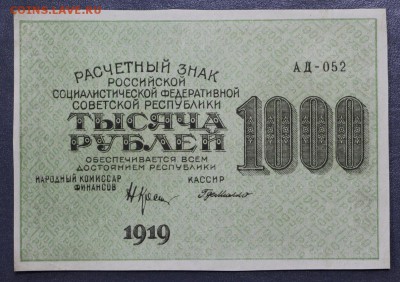 COINS.LAVE.RU
РАСЧЕТНЫЙ ЗНАК
РОССИЙСКОЙ
СОЦИАЛИСТИЧЕСКОЙ ФЕДЕРАТИВНОЙ
СОВЕТСКОЙ РЕСПУБЛИКИ
АД-052
ТЫСЯЧА
РУБЛЕЙ
1000
ОБЕСПЕЧИВАЕТСЯ ВСЕМ
ДОСТОЯНИЕМ РЕСПУБЛИКИ
НАРОДНЫЙ КОМИССАР
ФИНАНСОВ
КАССИР
1919